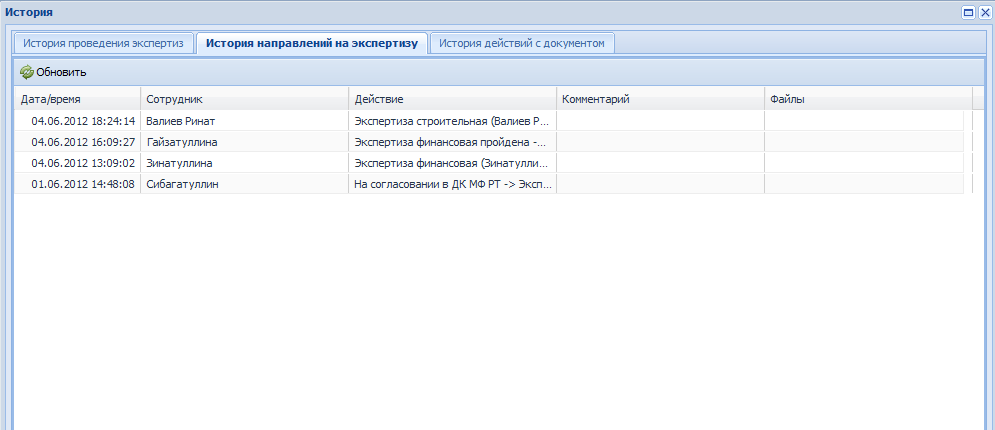 История
История проведения экспертиз История направлений на экспертизу История действий с документом
Обновить
Дата/время Сотрудник Действие Комментарий Файлы
04.06.2012 18:24:14 Валиев Ринат Экспертиза строительная (Валиев Р...
04.06.2012 16:09:27 Гайзатуллина Экспертиза финансовая пройдена -...
04.06.2012 13:09:02 Зинатуллина Экспертиза финансовая (Зинатулли...
01.06.2012 14:48:08 Сибагатуллин На согласовании в ДК МФ РТ -> Эксп...